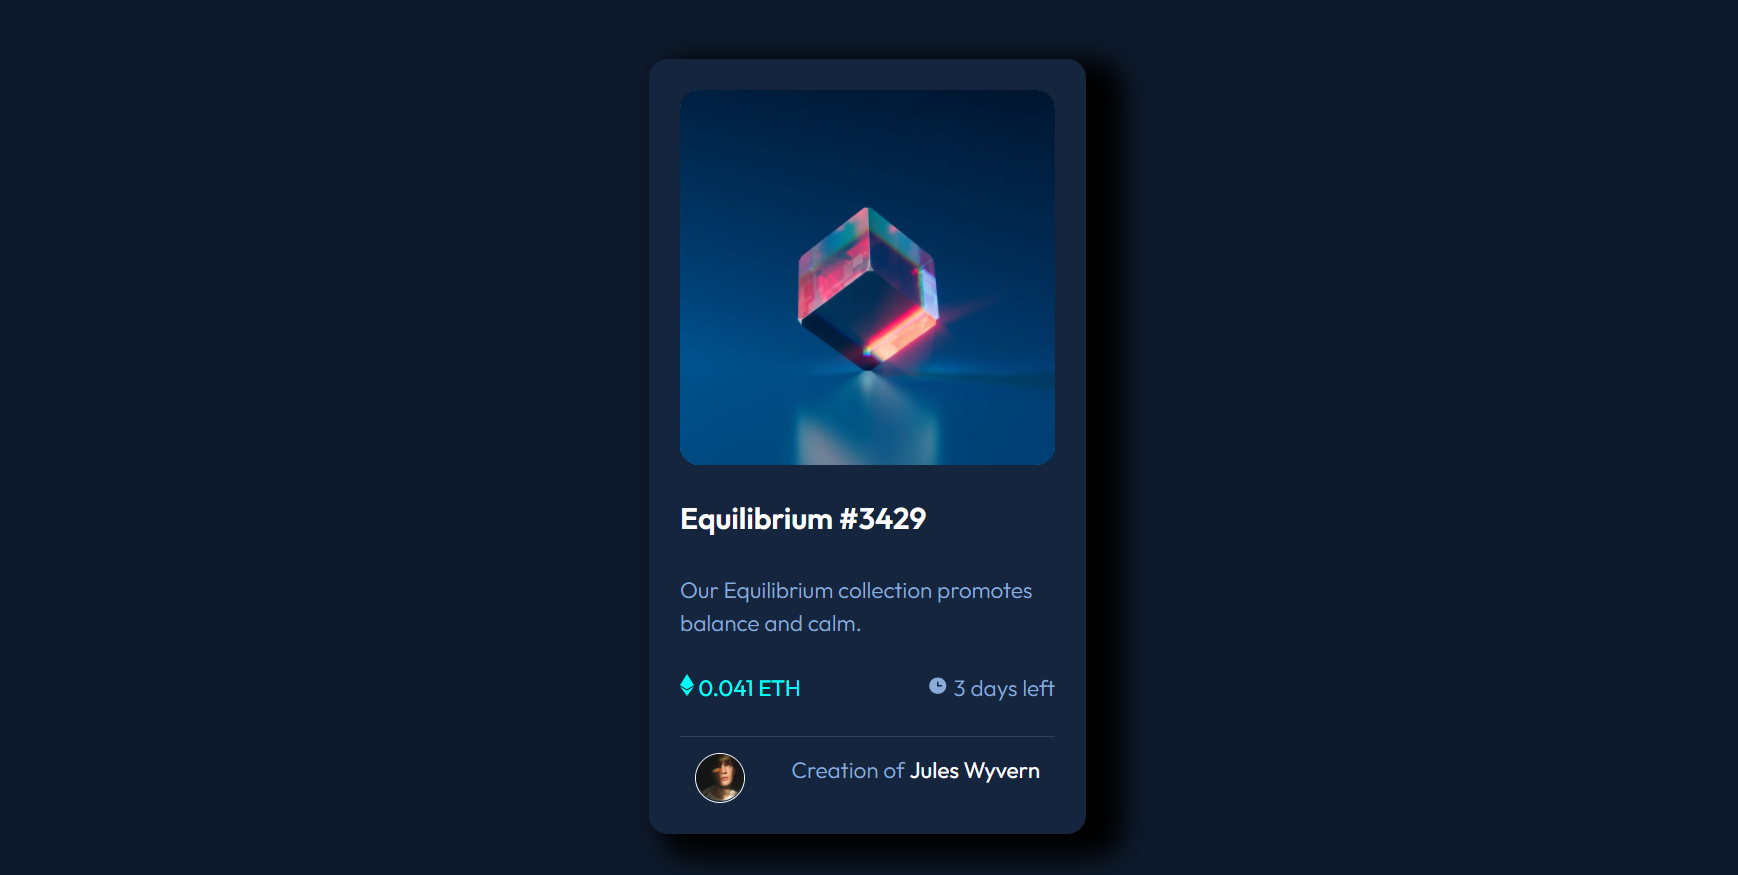 Equilibrium #3429
Our Equilibrium collection promotes
balance and calm.
0.041 ETH
3 days left
Creation of Jules Wyvern